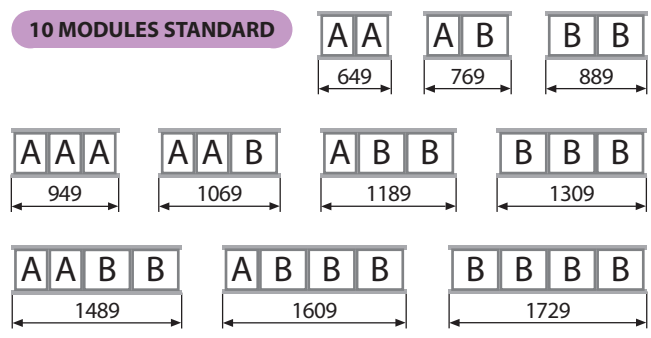 10 MODULES STANDARD
A A
649
A B
769
B B
889
A A A
949
A A B
1069
A B B
1189
B B B
1309
A A B B
1489
A B B B
1609
B B B B
1729